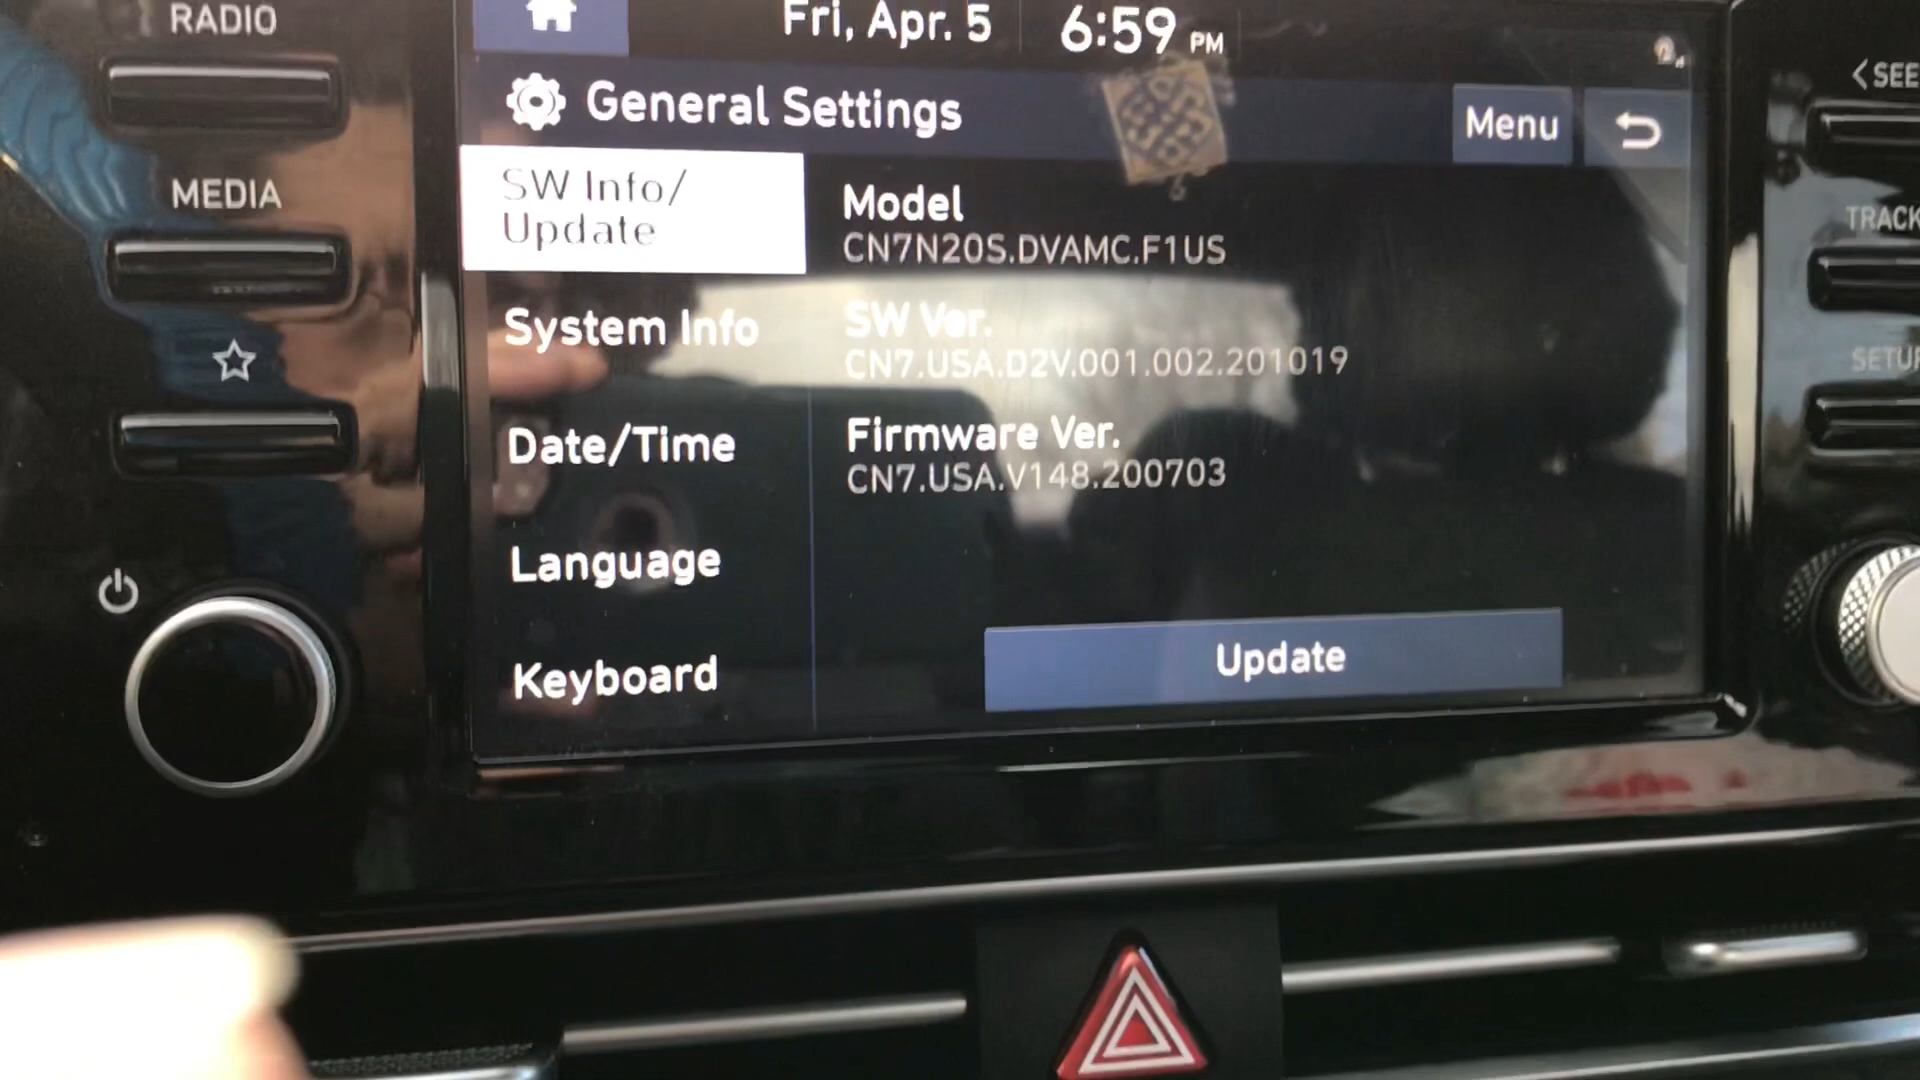 RADIO
Fri, Apr. 5
6:59 PM
General Settings
Menu
<SEE
SW Info/
Update
Model
CN7N20S.DVAMC.F1US
MEDIA
TRACK
System Info
SW Ver.
CN7.USA.D2V.001.002.201019
SETUP
Date/Time
Firmware Ver.
CN7.USA.V148.200703
Language
Keyboard
Update